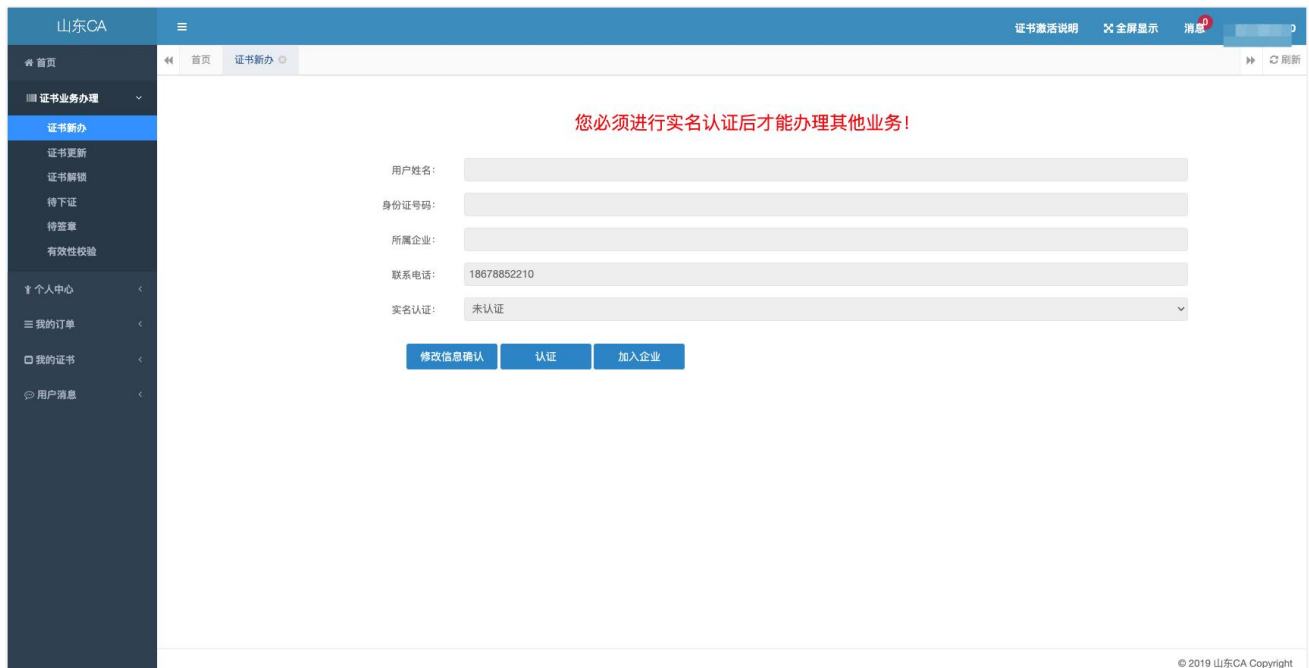 山东CA
证书激活说明 全屏显示 消息 0
首页
首页 证书新办 刷新
证书业务办理
证书新办
证书更新
证书解锁
待下证
待签章
有效性校验
个人中心
我的订单
我的证书
用户消息
您必须进行实名认证后才能办理其他业务!
用户姓名:
身份证号码:
所属企业:
联系电话: 18678852210
实名认证: 未认证
修改信息确认 认证 加入企业
© 2019 山东CA Copyright